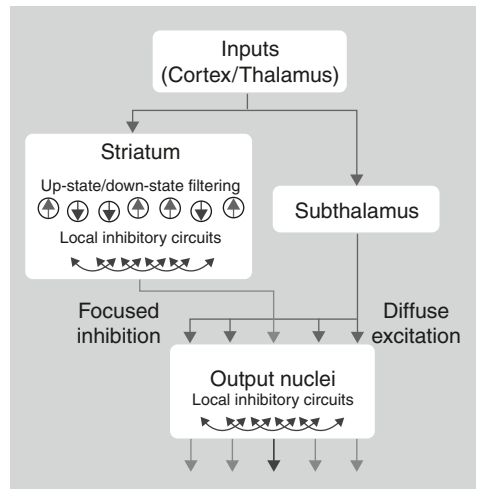 Inputs
(Cortex/Thalamus)
Striatum
Up-state/down-state filtering
Local inhibitory circuits
Subthalamus
Focused
inhibition
Diffuse
excitation
Output nuclei
Local inhibitory circuits